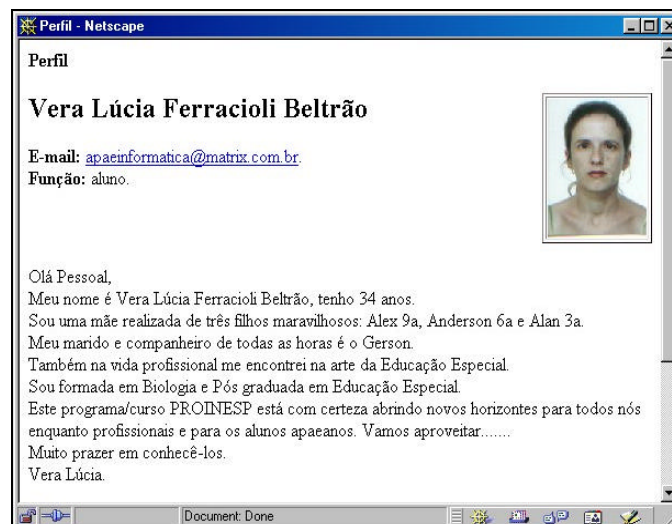 Perfil - Netscape
Perfil
Vera Lúcia Ferracioli Beltrão
E-mail: apaeinformatica@matrix.com.br.
Função: aluno.
Olá Pessoal,
Meu nome é Vera Lúcia Ferracioli Beltrão, tenho 34 anos.
Sou uma mãe realizada de três filhos maravilhosos: Alex 9a, Anderson 6a e Alan 3a.
Meu marido e companheiro de todas as horas é o Gerson.
Também na vida profissional me encontrei na arte da Educação Especial.
Sou formada em Biologia e Pós graduada em Educação Especial.
Este programa/curso PROINESP está com certeza abrindo novos horizontes para todos nós
enquanto profissionais e para os alunos apaeanos. Vamos aproveitar.......
Muito prazer em conhecê-los.
Vera Lúcia.
Document: Done